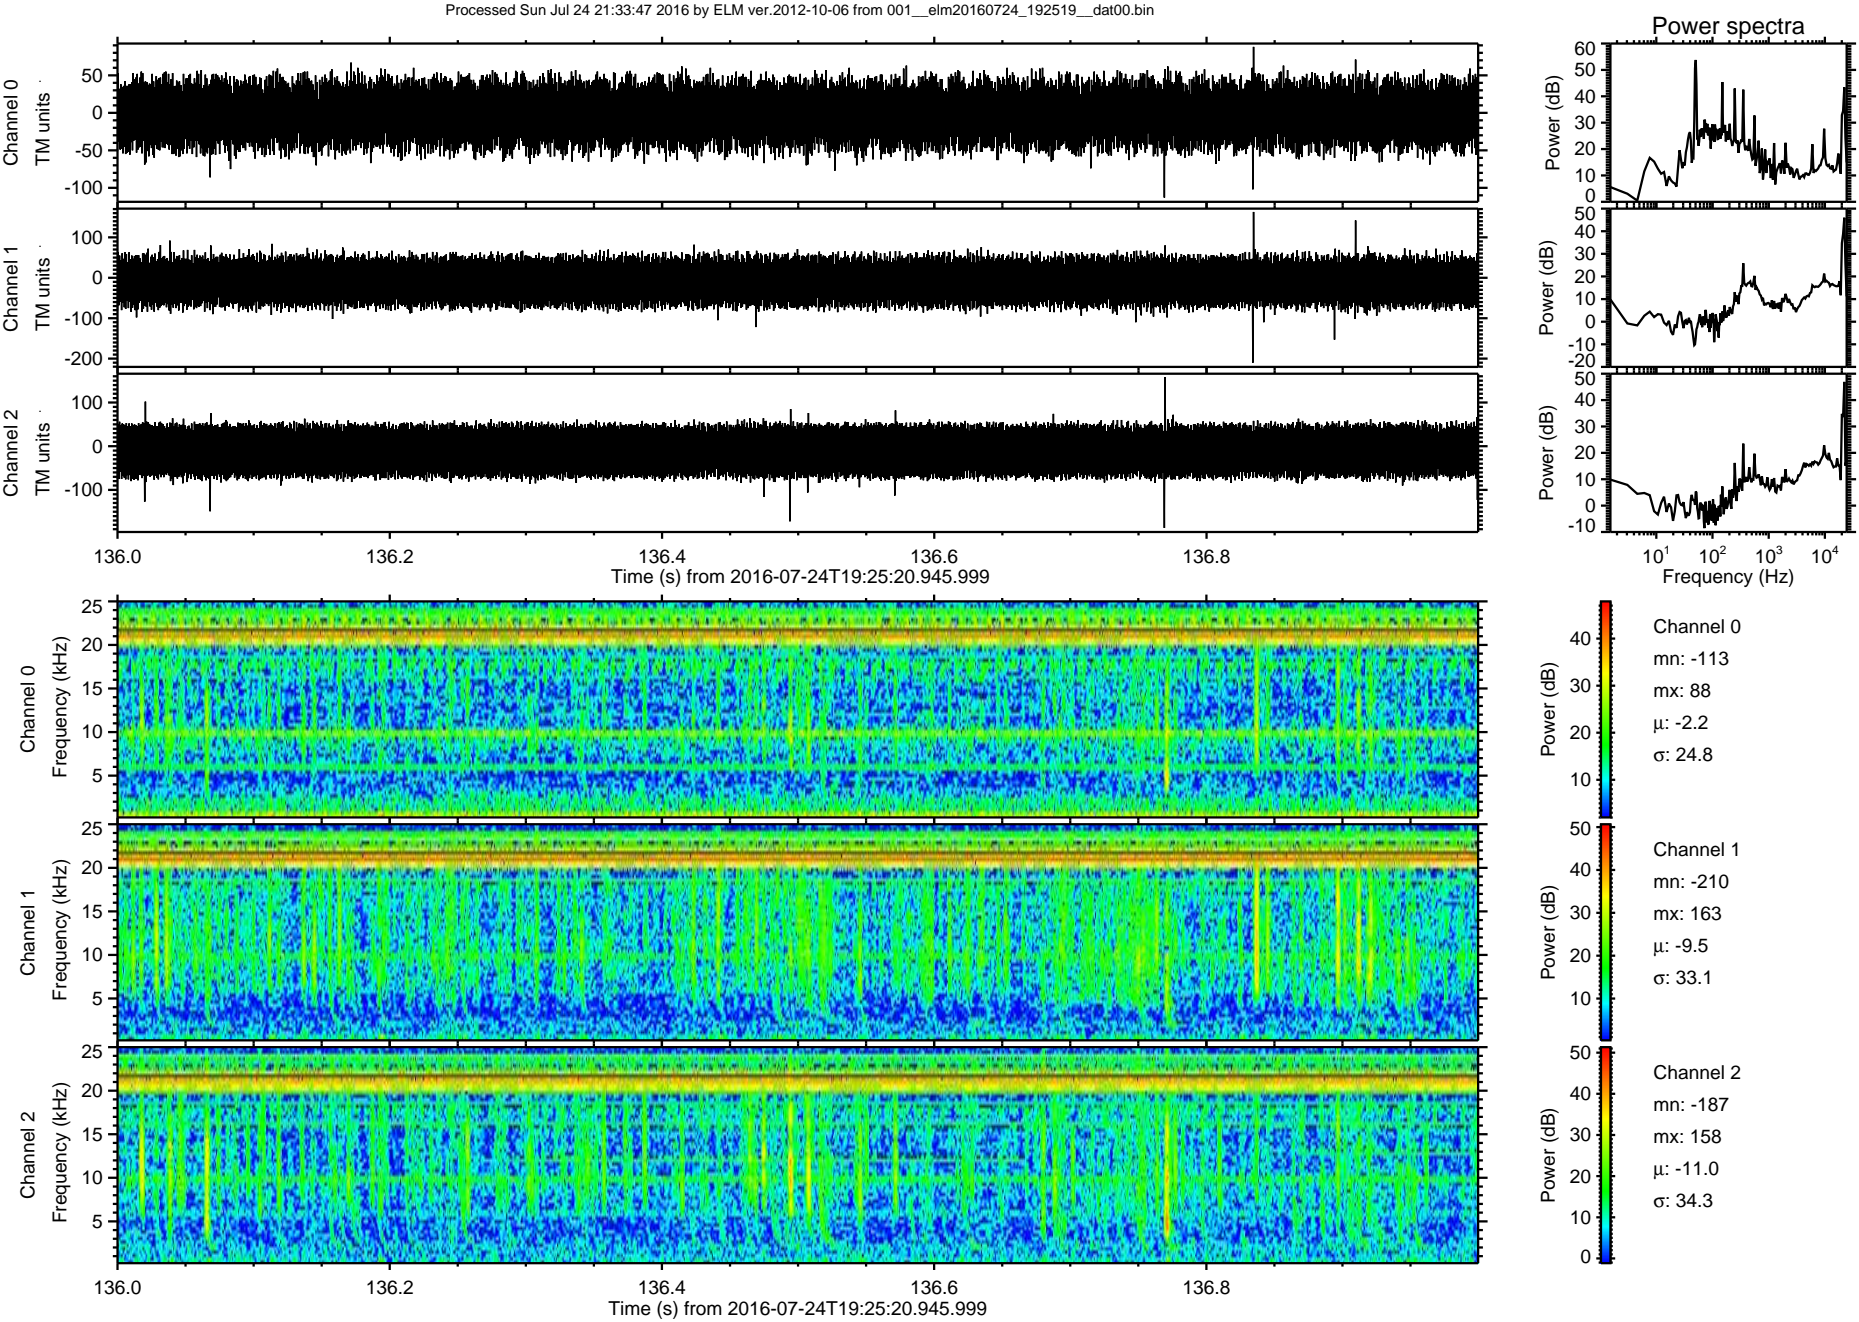 Processed Sun Jul 24 21:33:47 2016 by ELM ver.2012-10-06 from 001__elm20160724_192519__dat00.bin
Power spectra
Channel 0
TM units
50
0
-50
-100
Power (dB)
60
50
40
30
20
10
0
Channel 1
TM units
100
0
-100
-200
Power (dB)
50
40
30
20
10
0
-10
-20
Channel 2
TM units
100
0
-100
Power (dB)
50
40
30
20
10
0
-10
136.0 136.2 136.4 136.6 136.8
Time (s) from 2016-07-24T19:25:20.945.999
10^1 10^2 10^3 10^4
Frequency (Hz)
Channel 0
Frequency (kHz)
25
20
15
10
5
Power (dB)
40
30
20
10
Channel 0
mn: -113
mx: 88
μ: -2.2
σ: 24.8
Channel 1
Frequency (kHz)
25
20
15
10
5
Power (dB)
50
40
30
20
10
Channel 1
mn: -210
mx: 163
μ: -9.5
σ: 33.1
Channel 2
Frequency (kHz)
25
20
15
10
5
Power (dB)
50
40
30
20
10
0
Channel 2
mn: -187
mx: 158
μ: -11.0
σ: 34.3
136.0 136.2 136.4 136.6 136.8
Time (s) from 2016-07-24T19:25:20.945.999